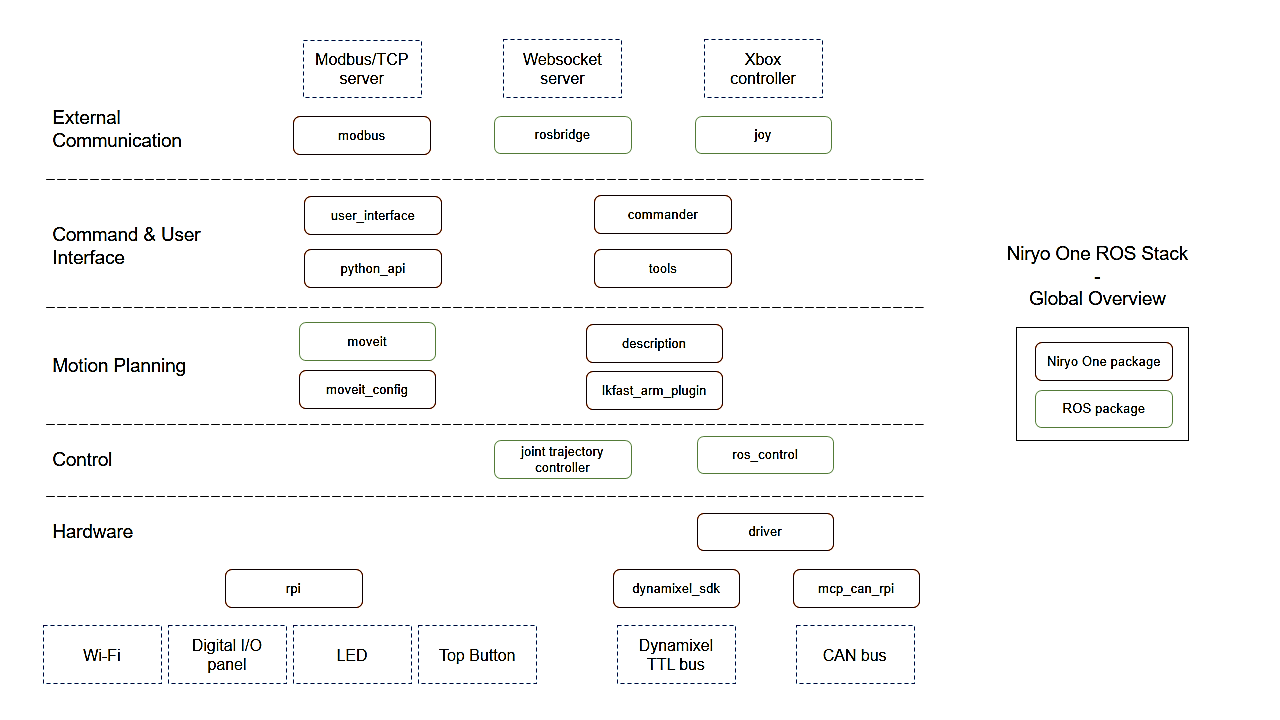 Modbus/TCP
server
Websocket
server
Xbox
controller
External
Communication
modbus
rosbridge
joy
Command & User
Interface
user_interface
commander
python_api
tools
Motion Planning
moveit
description
moveit_config
Ikfast_arm_plugin
Control
joint trajectory
controller
ros_control
Hardware
driver
rpi
dynamixel_sdk
mcp_can_rpi
Wi-Fi
Digital I/O
panel
LED
Top Button
Dynamixel
TTL bus
CAN bus
Niryo One ROS Stack
-
Global Overview
Niryo One package
ROS package